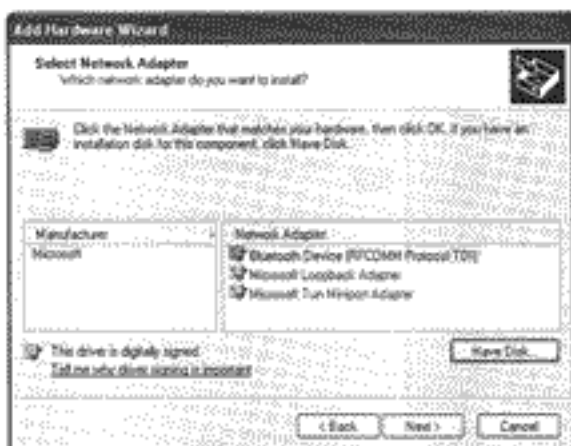 Add Hardware Wizard
Select Network Adapter
Which network adapter do you want to install?
Click the Network Adapter that matches your hardware, then click OK. If you have an
installation disk for this component, click Have Disk.
Manufacturer
Microsoft
Network Adapter
Bluetooth Device (RFCOMM Protocol TDI)
Microsoft Loopback Adapter
Microsoft Tun Miniport Adapter
This driver is digitally signed.
Tell me why driver signing is important
Have Disk...
< Back
Next >
Cancel